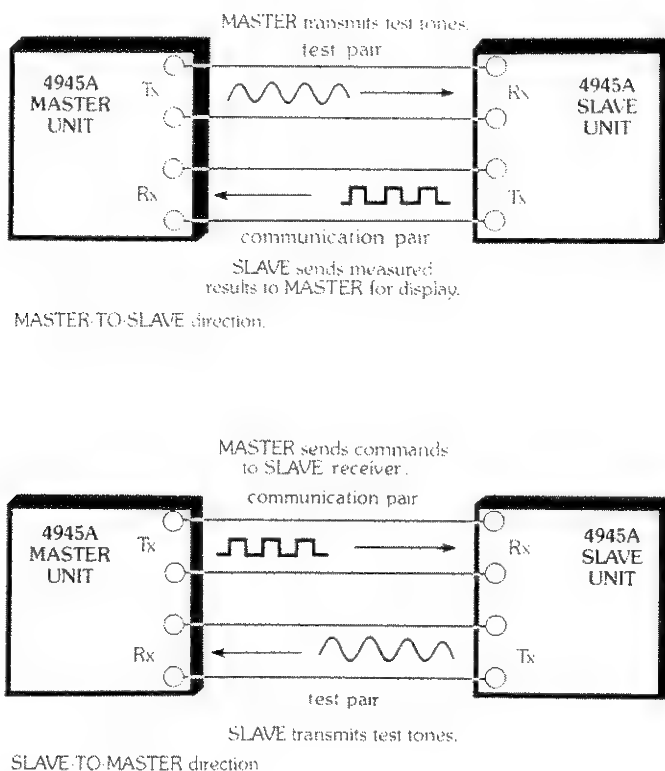 MASTER transmits test tones.
test pair
4945A
MASTER
UNIT
Tx
Rx
4945A
SLAVE
UNIT
Rx
Tx
communication pair
SLAVE sends measured
results to MASTER for display.
MASTER-TO-SLAVE direction.
MASTER sends commands
to SLAVE receiver.
communication pair
4945A
MASTER
UNIT
Tx
Rx
4945A
SLAVE
UNIT
Rx
Tx
test pair
SLAVE transmits test tones.
SLAVE-TO-MASTER direction